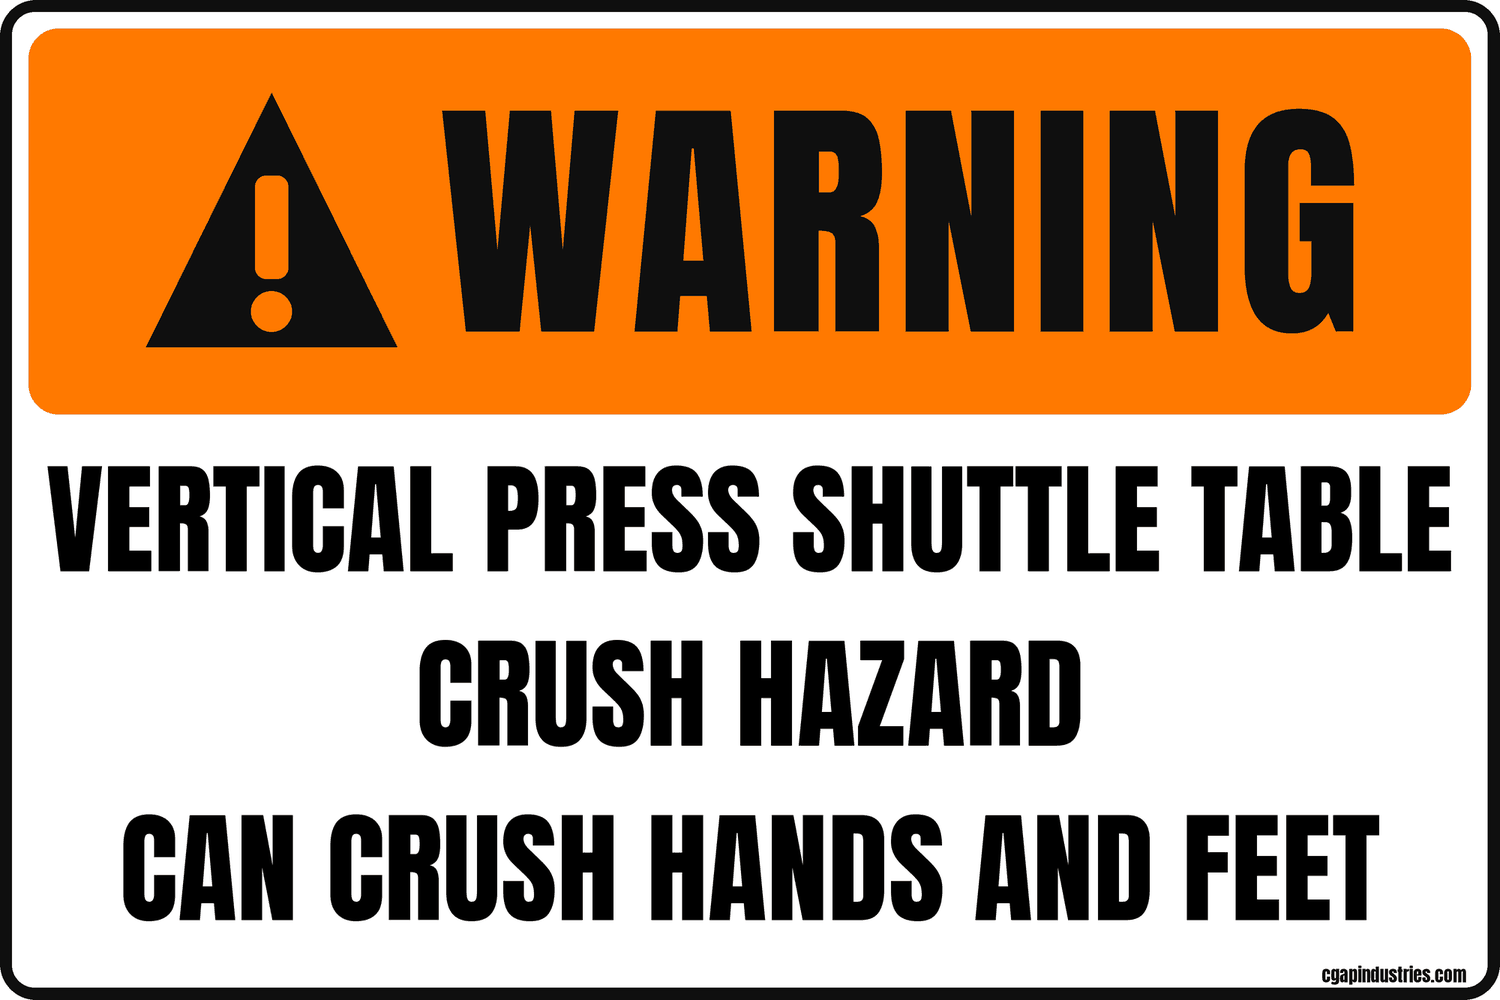 WARNING
VERTICAL PRESS SHUTTLE TABLE
CRUSH HAZARD
CAN CRUSH HANDS AND FEET
cgapindustries.com